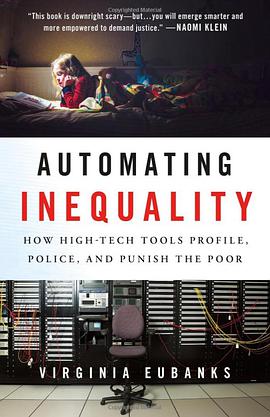 "This book is downright scary—but...you will emerge smarter and
more empowered to demand justice." —NAOMI KLEIN
AUTOMATING
INEQUALITY
HOW HIGH-TECH TOOLS PROFILE,
POLICE, AND PUNISH THE POOR
VIRGINIA EUBANKS